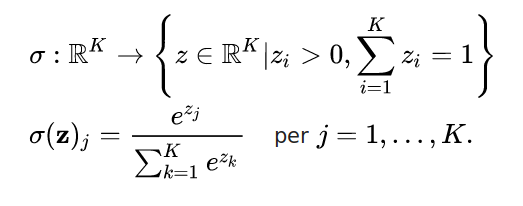 σ : ℝ^K → { z ∈ ℝ^K | z_i > 0, ∑_{i=1}^{K} z_i = 1 }
σ(𝐳)_j = e^{z_j} / ∑_{k=1}^{K} e^{z_k} per j = 1, …, K.